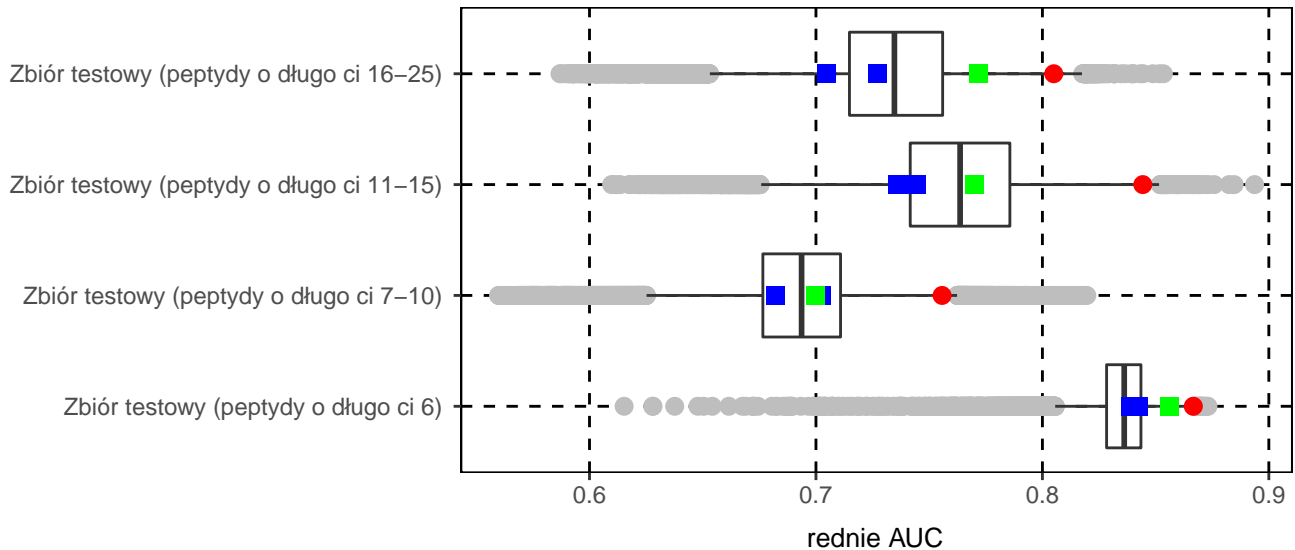 Zbiór testowy (peptydy o długo ci 16−25)
Zbiór testowy (peptydy o długo ci 11−15)
Zbiór testowy (peptydy o długo ci 7−10)
Zbiór testowy (peptydy o długo ci 6)
0.6 0.7 0.8 0.9
rednie AUC